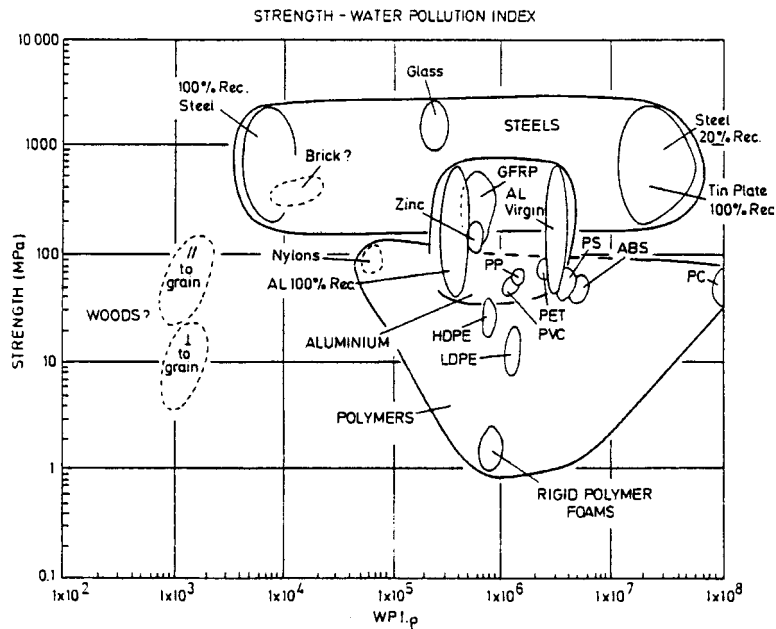 STRENGTH - WATER POLLUTION INDEX
10 000
1000
100
10
1
0.1
STRENGTH (MPa)
100% Rec.
Steel
Glass
STEELS
Steel
20% Rec.
Brick ?
GFRP
Zinc
AL
Virgin
Tin Plate
100% Rec
Nylons
AL 100% Rec
PP
PS
ABS
PC
//
to
grain
WOODS ?
⊥
to
grain
ALUMINIUM
HDPE
PET
PVC
LDPE
POLYMERS
RIGID POLYMER
FOAMS
1x10²
1x10³
1x10⁴
1x10⁵
1x10⁶
1x10⁷
1x10⁸
WPI.ρ